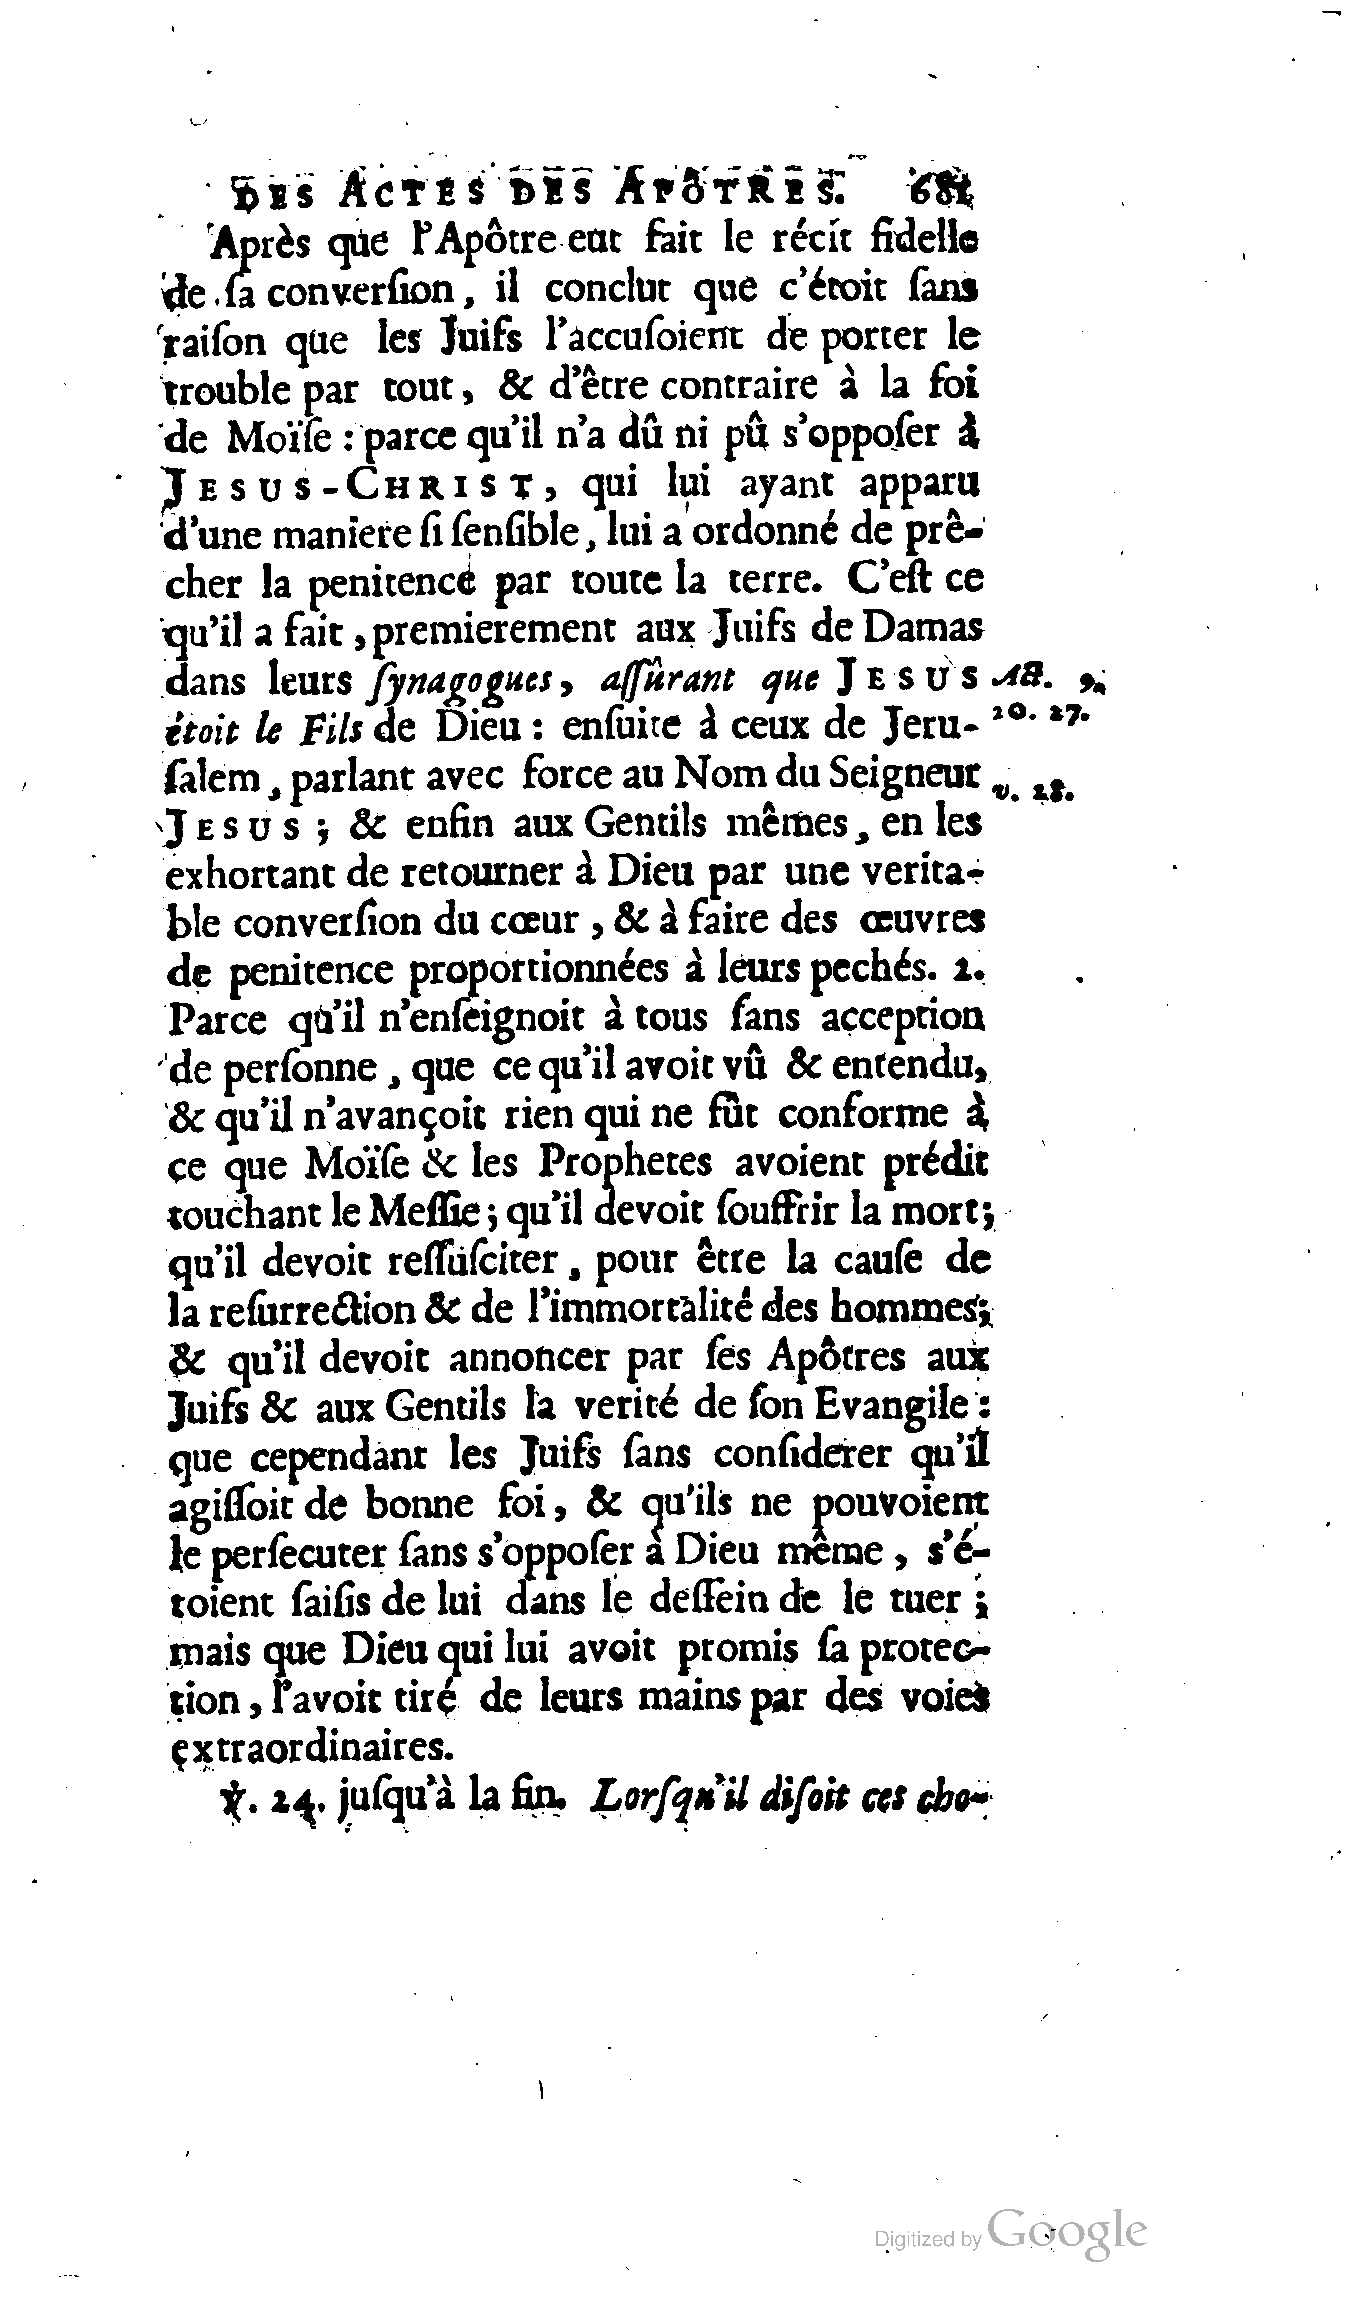 DES ACTES DES APÔTRES. 681
Après que l'Apôtre eut fait le récit fidelle
de sa conversion, il conclut que c'étoit sans
raiſon que les Juifs l'accuſoient de porter le
trouble par tout, & d'être contraire à la foi
de Moïſe : parce qu'il n'a dû ni pû s'oppoſer à
JESUS-CHRIST, qui lui ayant apparu
d'une maniere ſi ſenſible, lui a ordonné de prê-
cher la penitence par toute la terre. C'eſt ce
qu'il a fait, premierement aux Juifs de Damas
dans leurs ſynagogues, aſſûrant que JESUS
étoit le Fils de Dieu : enſuite à ceux de Jeru-
ſalem, parlant avec force au Nom du Seigneur
JESUS ; & enfin aux Gentils mêmes, en les
exhortant de retourner à Dieu par une verita-
ble converſion du cœur, & à faire des œuvres
de penitence proportionnées à leurs pechés. 2.
Parce qu'il n'enſeignoit à tous ſans acception
de perſonne, que ce qu'il avoit vû & entendu,
& qu'il n'avançoit rien qui ne fût conforme à
ce que Moïſe & les Prophetes avoient prédit
touchant le Meſſie ; qu'il devoit ſouffrir la mort ;
qu'il devoit reſſuſciter, pour être la cauſe de
la reſurrection & de l'immortalité des hommes ;
& qu'il devoit annoncer par ſes Apôtres aux
Juifs & aux Gentils la verité de ſon Evangile :
que cependant les Juifs ſans conſiderer qu'il
agiſſoit de bonne foi, & qu'ils ne pouvoient
le perſecuter ſans s'oppoſer à Dieu même, s'é-
toient ſaiſis de lui dans le deſſein de le tuer ;
mais que Dieu qui lui avoit promis ſa protec-
tion, l'avoit tiré de leurs mains par des voies
extraordinaires.
℣. 24. juſqu'à la fin. Lorſqu'il diſoit ces cho-
Act. 9.
20. 27.
v. 28.
Digitized by Google